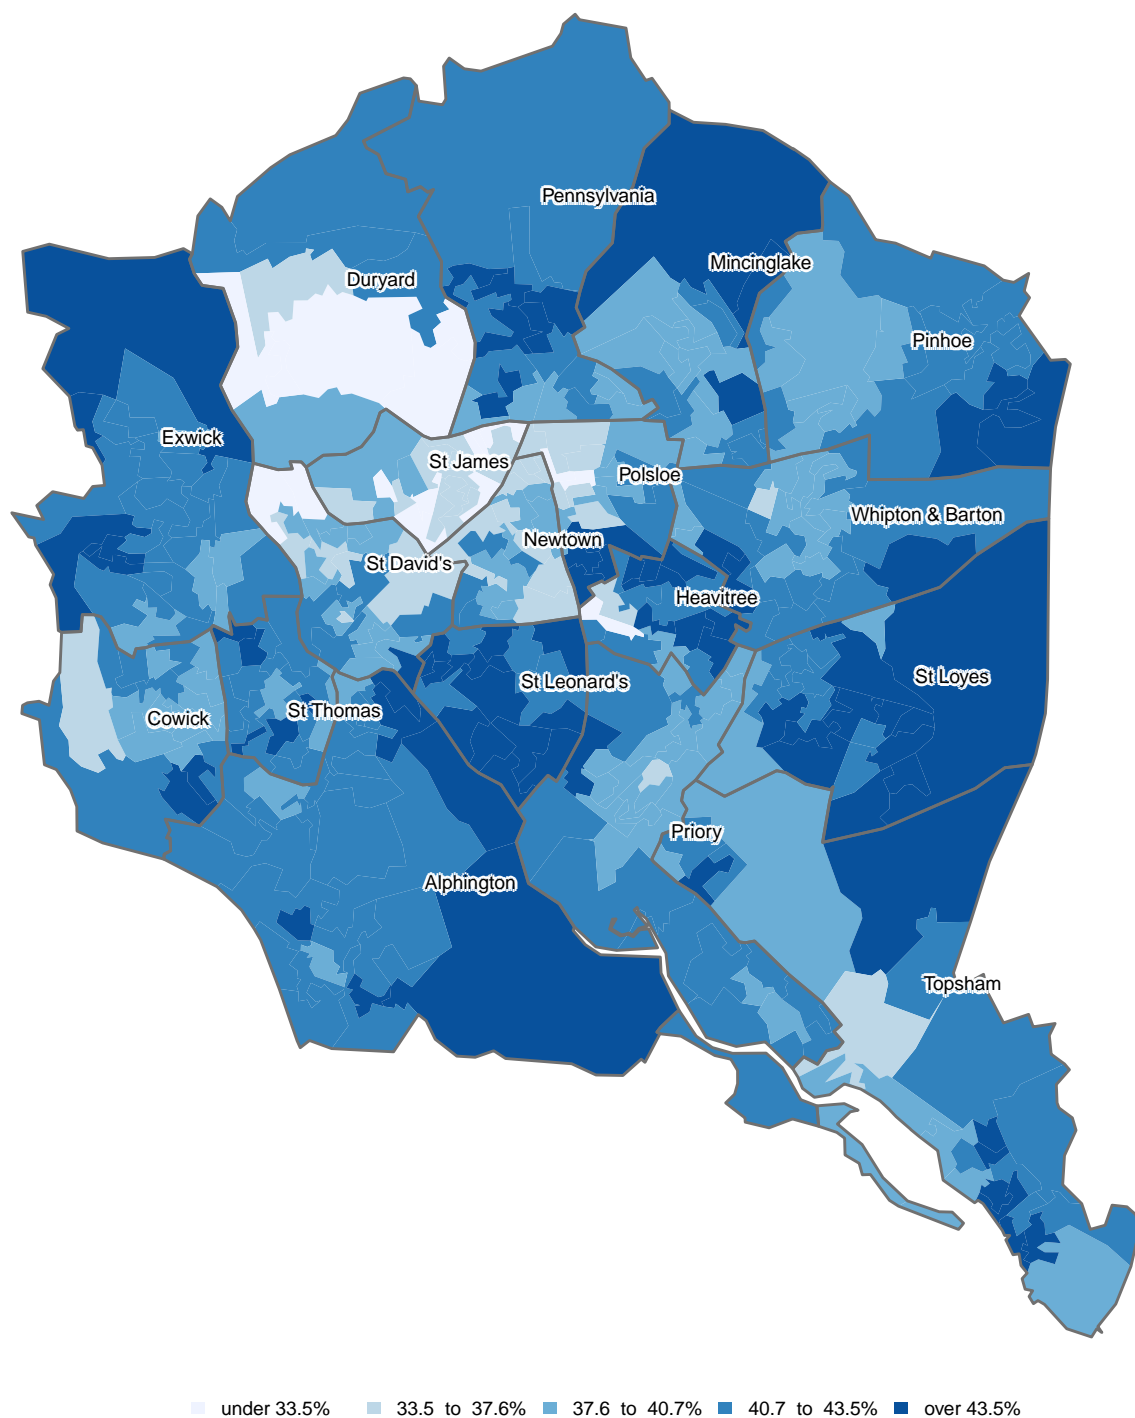 Pennsylvania
Mincinglake
Duryard
Pinhoe
Exwick
St James
Polsloe
Whipton & Barton
Newtown
St David's
Heavitree
St Leonard's
St Loyes
St Thomas
Cowick
Priory
Alphington
Topsham
under 33.5% 33.5 to 37.6% 37.6 to 40.7% 40.7 to 43.5% over 43.5%